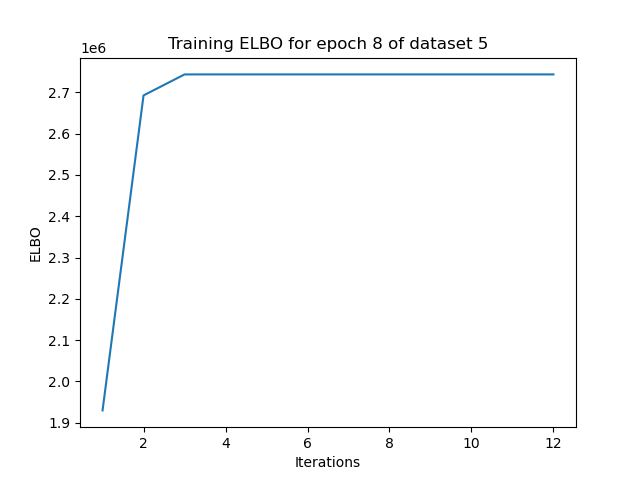 Training ELBO for epoch 8 of dataset 5
1e6
2.7
2.6
2.5
2.4
2.3
2.2
2.1
2.0
1.9
ELBO
2 4 6 8 10 12
Iterations